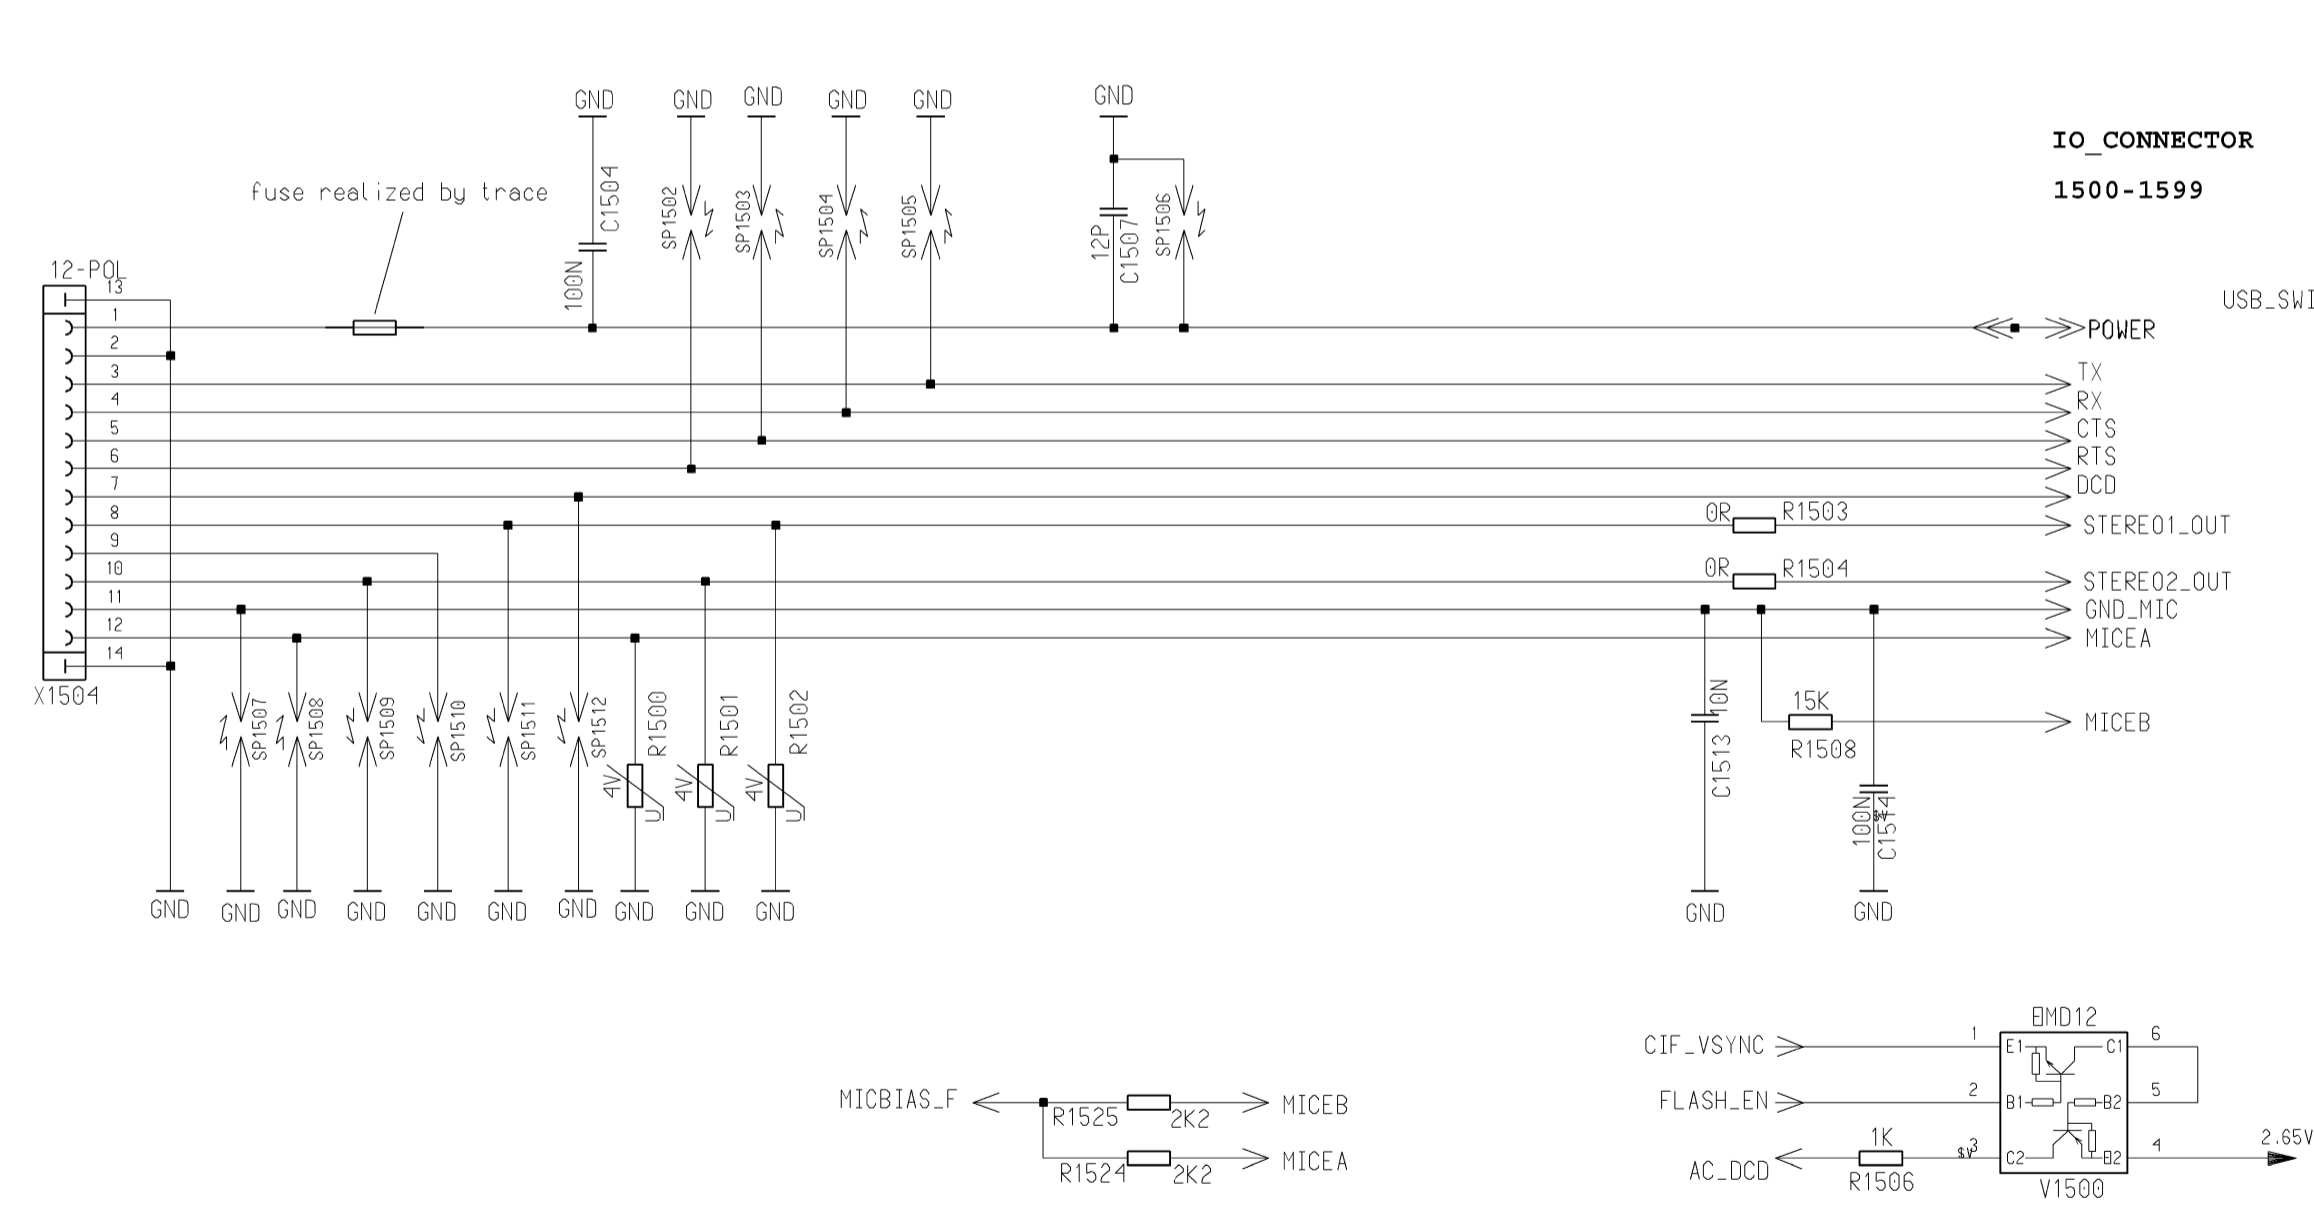 GND GND GND GND GND GND
IO_CONNECTOR
1500-1599
fuse realized by trace
C1504
100N
SP1502
SP1503
SP1504
SP1505
12P
C1507
SP1506
12-POL
13
1
2
3
4
5
6
7
8
9
10
11
12
14
X1504
USB_SWI
POWER
TX
RX
CTS
RTS
DCD
0R R1503 STEREO1_OUT
0R R1504 STEREO2_OUT
GND_MIC
MICEA
SP1507
SP1508
SP1509
SP1510
SP1511
SP1512
R1500
4V
U
R1501
4V
U
R1502
4V
U
10N
C1513
15K
R1508
MICEB
100N
C1514
GND GND GND GND GND GND GND GND GND GND GND GND
MICBIAS_F
R1525 2K2 MICEB
R1524 2K2 MICEA
EMD12
CIF_VSYNC 1 E1 C1 6
FLASH_EN 2 B1 B2 5
AC_DCD 1K R1506 $V 3 C2 E2 4 2.65V
V1500